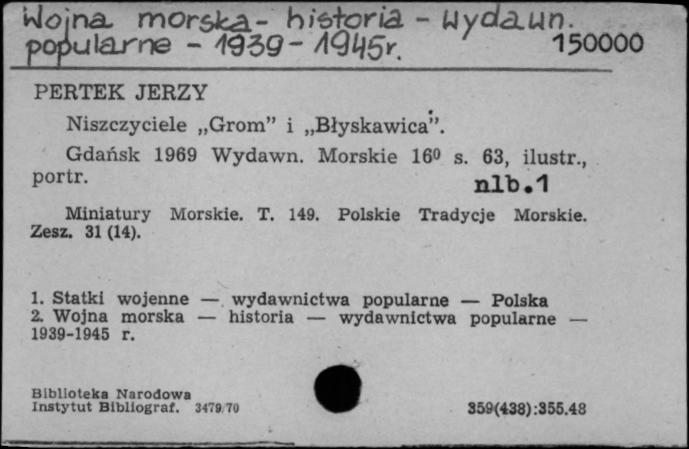 Wojna morska - historia - wydawn.
popularne - 1939 - 1945r. 150000
PERTEK JERZY
Niszczyciele „Grom” i „Błyskawica”.
Gdańsk 1969 Wydawn. Morskie 16⁰ s. 63, ilustr.,
portr. nlb.1
Miniatury Morskie. T. 149. Polskie Tradycje Morskie.
Zesz. 31 (14).
1. Statki wojenne — wydawnictwa popularne — Polska
2. Wojna morska — historia — wydawnictwa popularne —
1939-1945 r.
Biblioteka Narodowa
Instytut Bibliograf. 3479/70 359(438):355.48